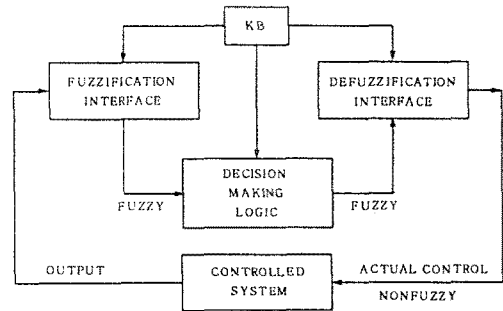 KB
FUZZIFICATION
INTERFACE
DEFUZZIFICATION
INTERFACE
DECISION
MAKING
LOGIC
FUZZY
FUZZY
OUTPUT
CONTROLLED
SYSTEM
ACTUAL CONTROL
NONFUZZY